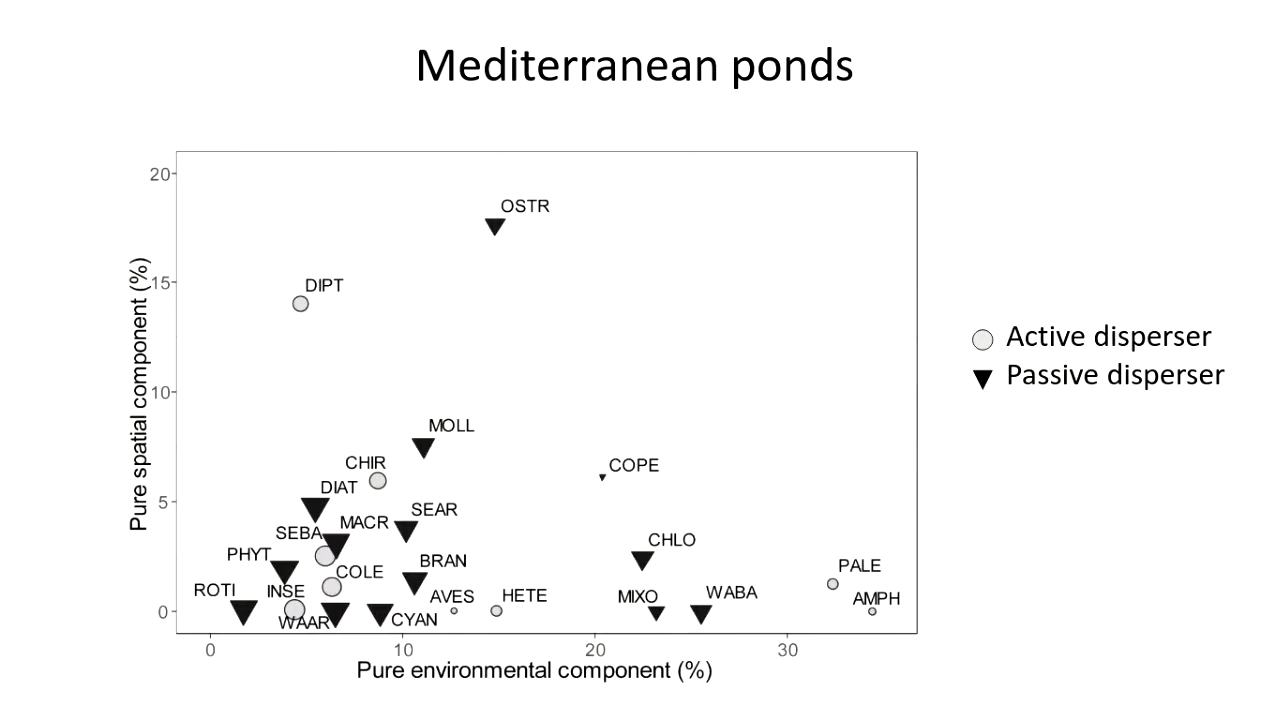 Mediterranean ponds
20
OSTR
DIPT
15
Pure spatial component (%)
10
MOLL
CHIR
COPE
DIAT
5
SEAR
MACR
SEBA
CHLO
PHYT
BRAN
PALE
COLE
ROTI
INSE
AVES
HETE
MIXO
WABA
AMPH
0
WAAR
CYAN
0 10 20 30
Pure environmental component (%)
Active disperser
Passive disperser